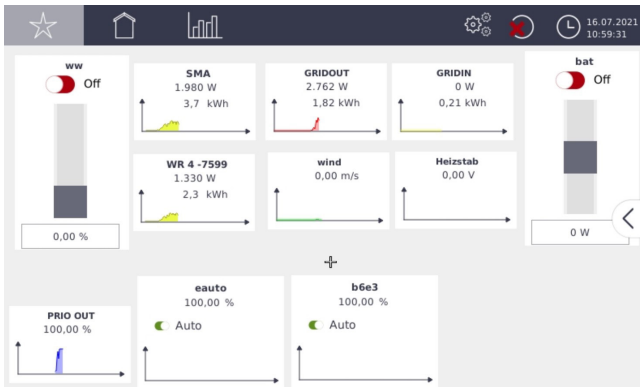 16.07.2021
10:59:31
ww
Off
0,00 %
SMA
1.980 W
3,7 kWh
GRIDOUT
2.762 W
1,82 kWh
GRIDIN
0 W
0,21 kWh
bat
Off
0 W
WR 4 -7599
1.330 W
2,3 kWh
wind
0,00 m/s
Heizstab
0,00 V
PRIO OUT
100,00 %
eauto
100,00 %
Auto
b6e3
100,00 %
Auto